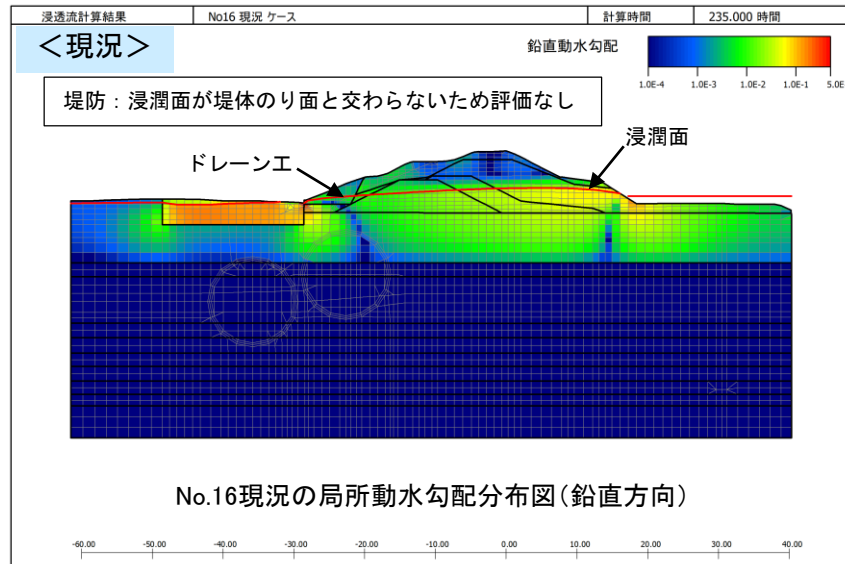 浸透流計算結果 No16 現況 ケース 計算時間 235.000 時間
＜現況＞
鉛直動水勾配
1.0E-4 1.0E-3 1.0E-2 1.0E-1 5.0E
堤防：浸潤面が堤体のり面と交わらないため評価なし
ドレーン工
浸潤面
No.16現況の局所動水勾配分布図（鉛直方向）
-60.00 -50.00 -40.00 -30.00 -20.00 -10.00 0.00 10.00 20.00 30.00 40.00